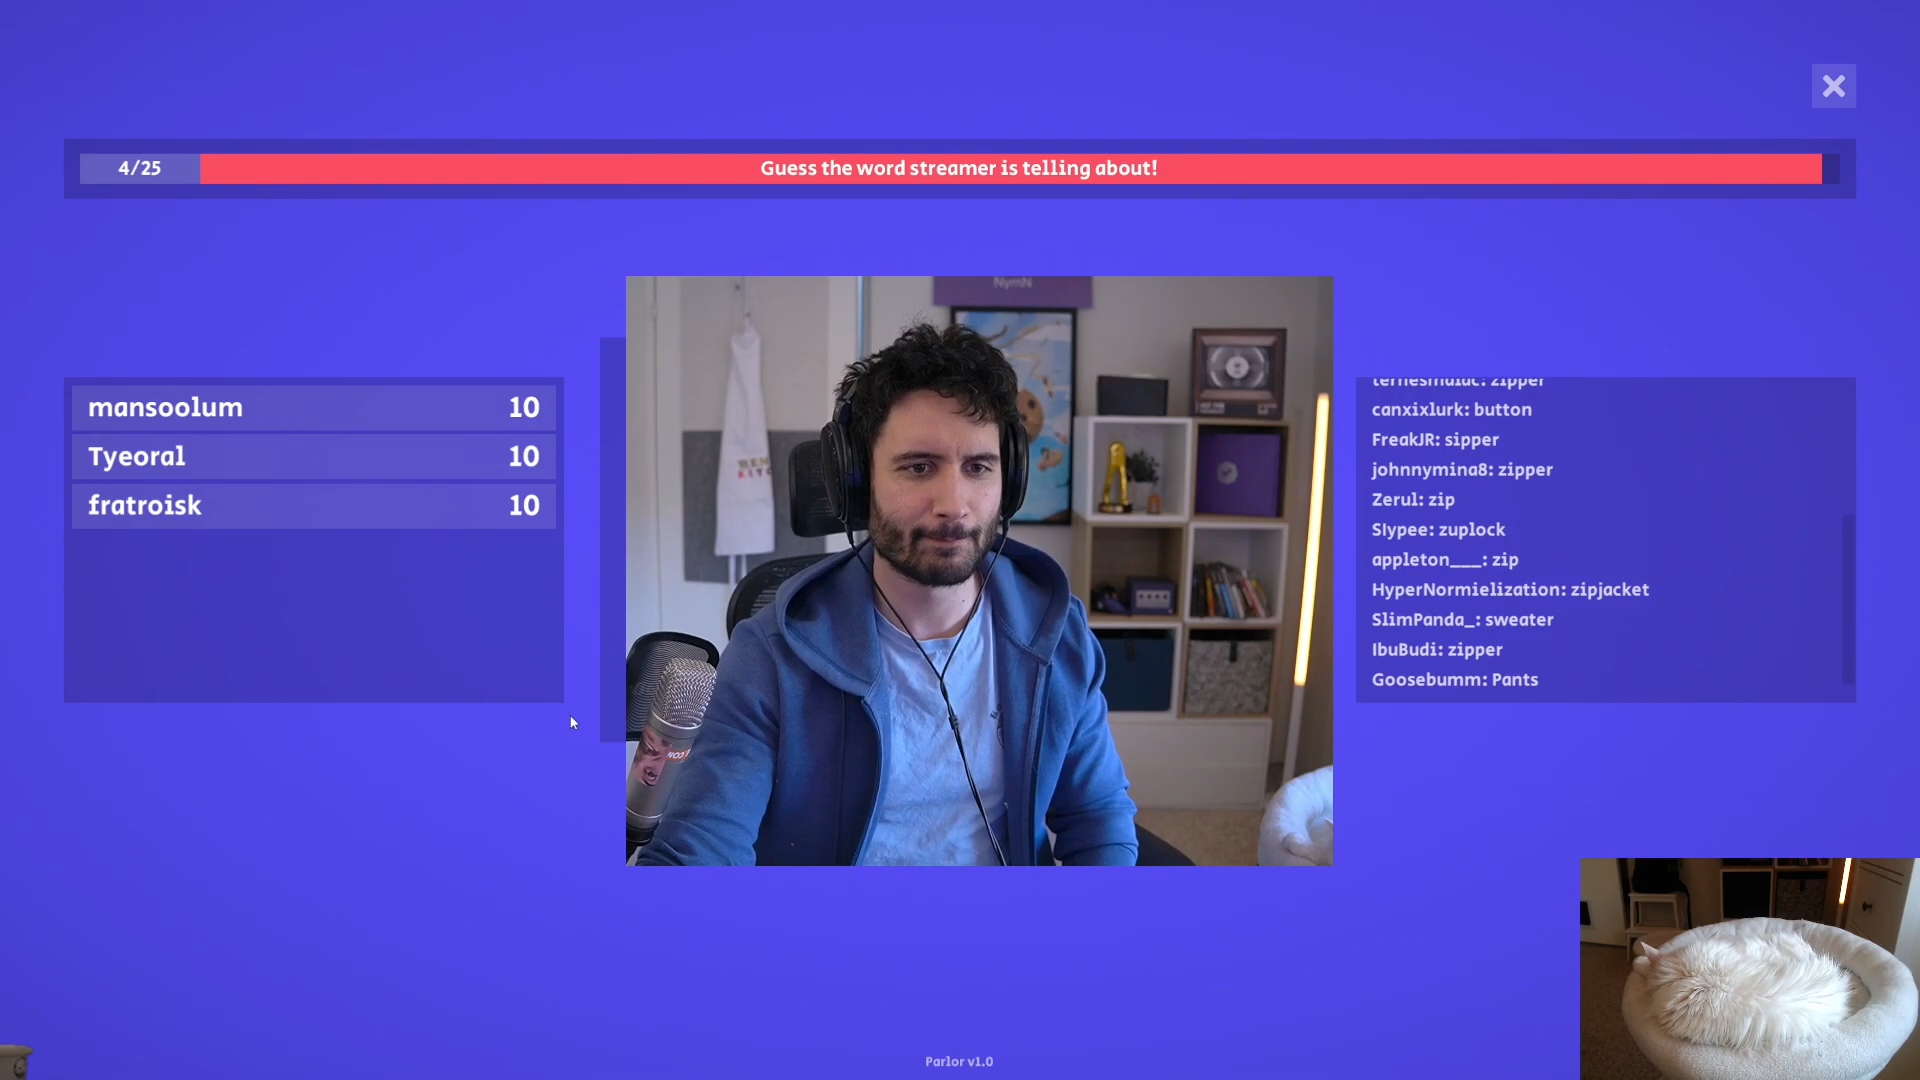 4/25
Guess the word streamer is telling about!
NymN
mansoolum 10
Tyeoral 10
fratroisk 10
canxixlurk: button
FreakJR: sipper
johnnymina8: zipper
Zerul: zip
Slypee: zuplock
appleton___: zip
HyperNormielization: zipjacket
SlimPanda_: sweater
IbuBudi: zipper
Goosebumm: Pants
Parlor v1.0